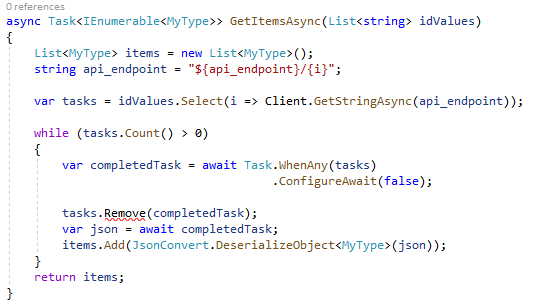 0 references
async Task<IEnumerable<MyType>> GetItemsAsync(List<string> idValues)
{
List<MyType> items = new List<MyType>();
string api_endpoint = "${api_endpoint}/{i}";
var tasks = idValues.Select(i => Client.GetStringAsync(api_endpoint));
while (tasks.Count() > 0)
{
var completedTask = await Task.WhenAny(tasks)
.ConfigureAwait(false);
tasks.Remove(completedTask);
var json = await completedTask;
items.Add(JsonConvert.DeserializeObject<MyType>(json));
}
return items;
}